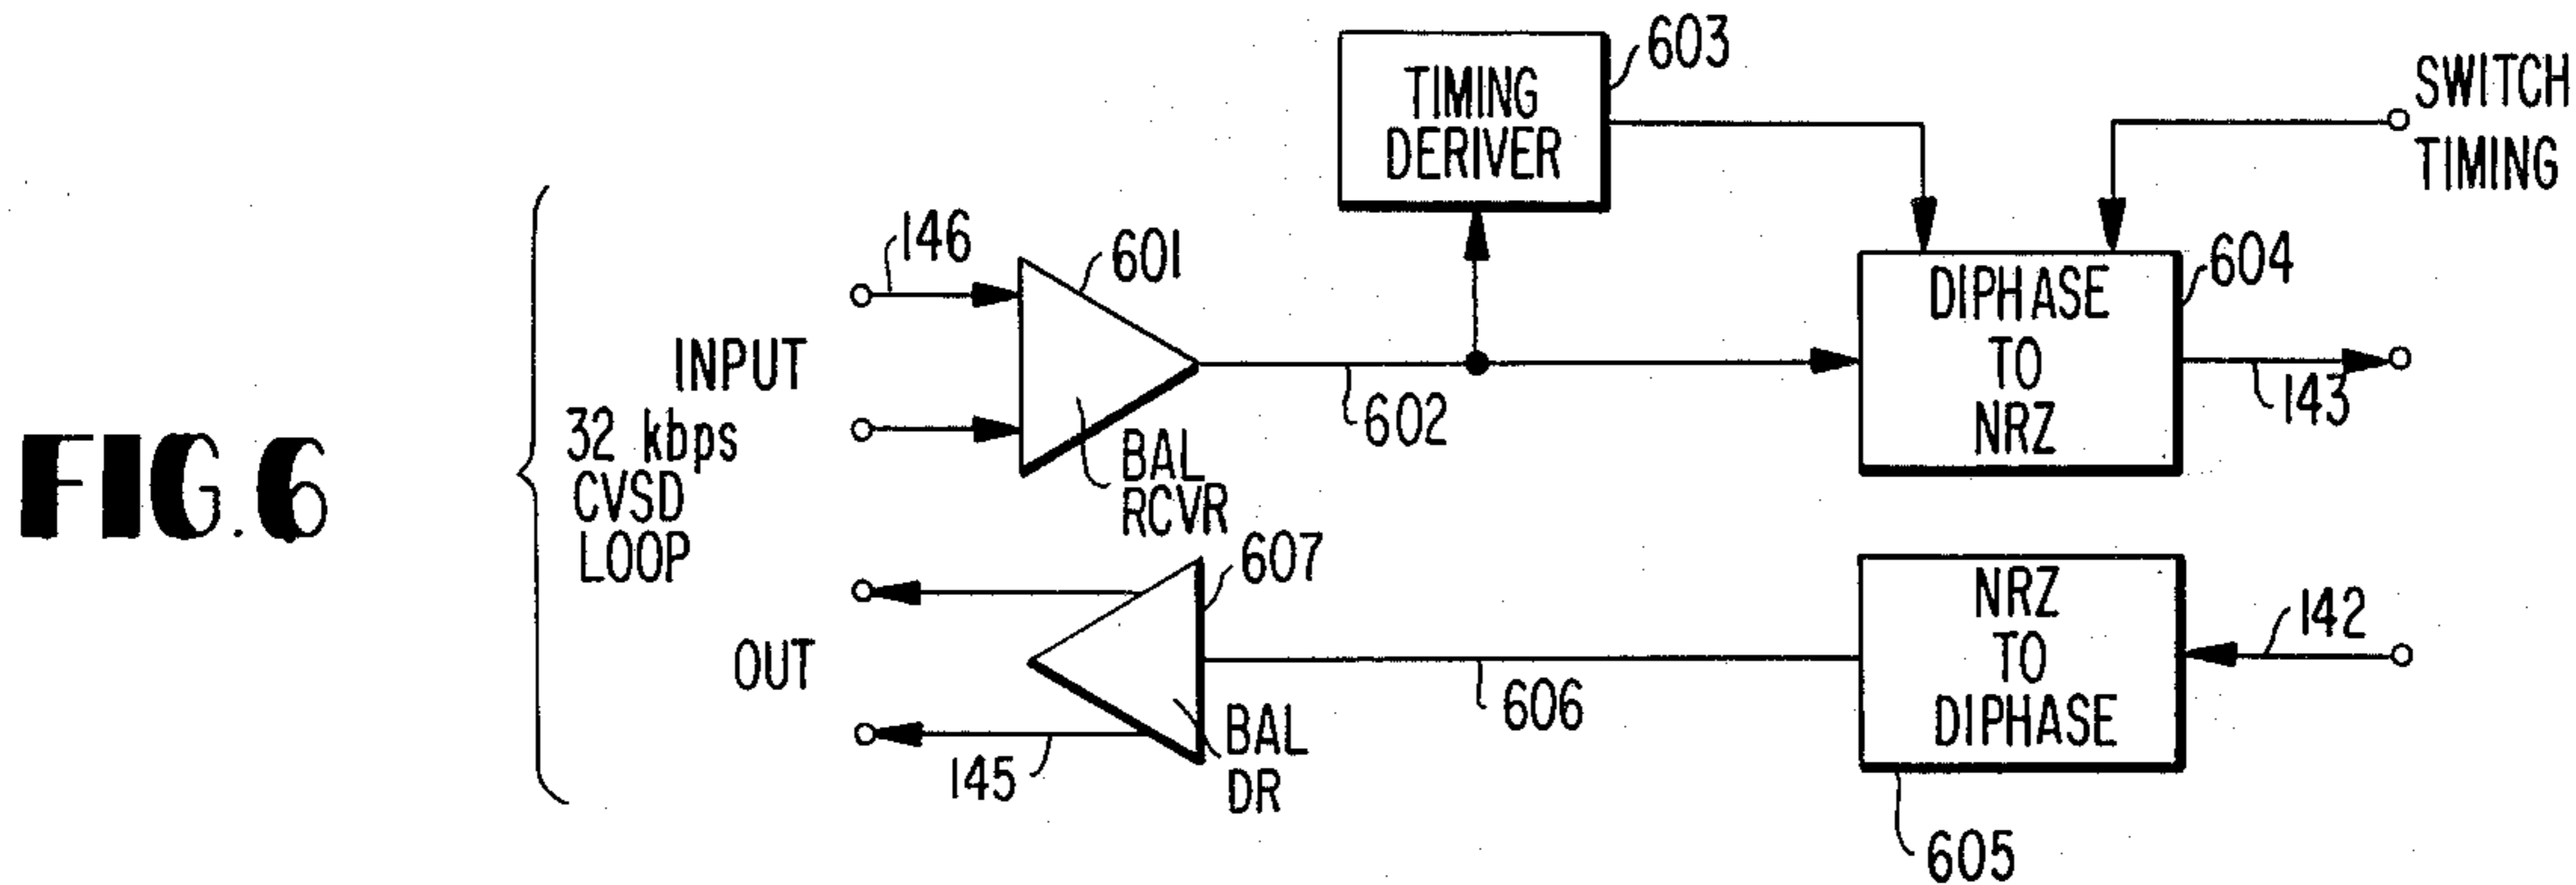 FIG. 6
INPUT
32 kbps
CVSD
LOOP
OUT
146
601
BAL
RCVR
602
TIMING
DERIVER
603
SWITCH
TIMING
DIPHASE
TO
NRZ
604
143
607
BAL
DR
145
606
NRZ
TO
DIPHASE
142
605